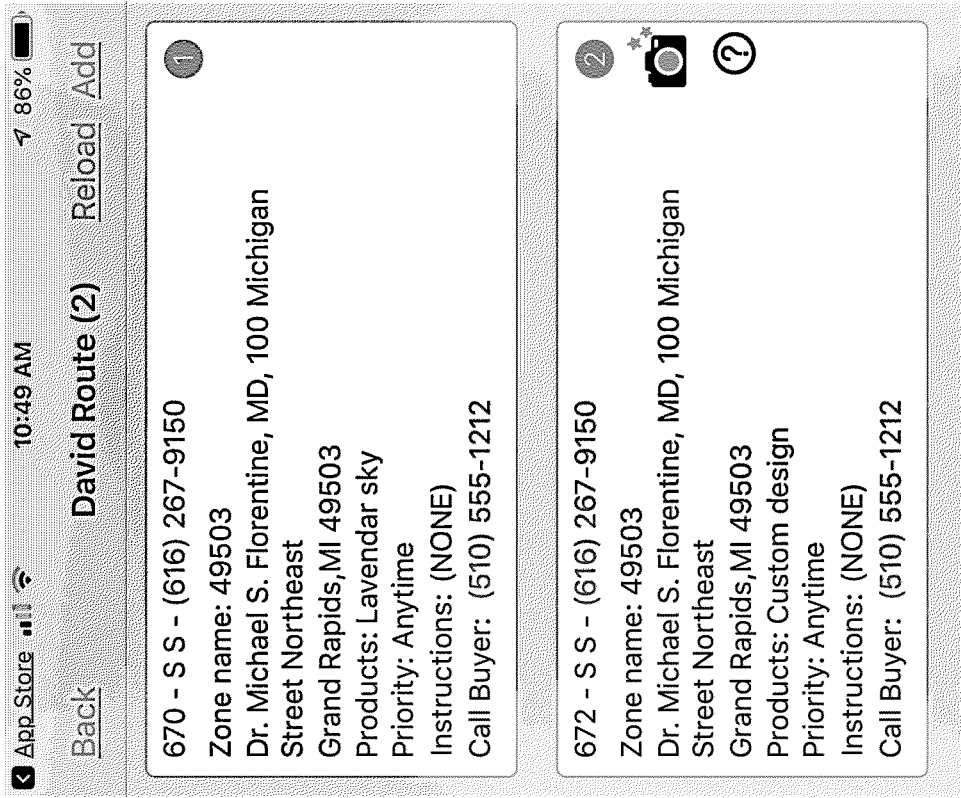 App Store 10:49 AM 86%
Back David Route (2) Reload Add
670 - S S - (616) 267-9150
1
Zone name: 49503
Dr. Michael S. Florentine, MD, 100 Michigan
Street Northeast
Grand Rapids,MI 49503
Products: Lavendar sky
Priority: Anytime
Instructions: (NONE)
Call Buyer: (510) 555-1212
672 - S S - (616) 267-9150
2
Zone name: 49503
Dr. Michael S. Florentine, MD, 100 Michigan
Street Northeast
Grand Rapids,MI 49503
Products: Custom design
Priority: Anytime
Instructions: (NONE)
Call Buyer: (510) 555-1212
?